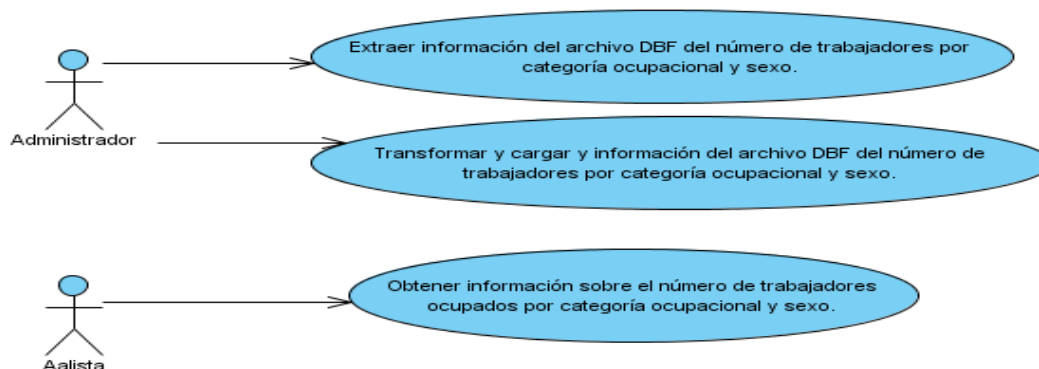 Extraer información del archivo DBF del número de trabajadores por
categoría ocupacional y sexo.
Administrador
Transformar y cargar y información del archivo DBF del número de
trabajadores por categoría ocupacional y sexo.
Obtener información sobre el número de trabajadores
ocupados por categoría ocupacional y sexo.
Aalista